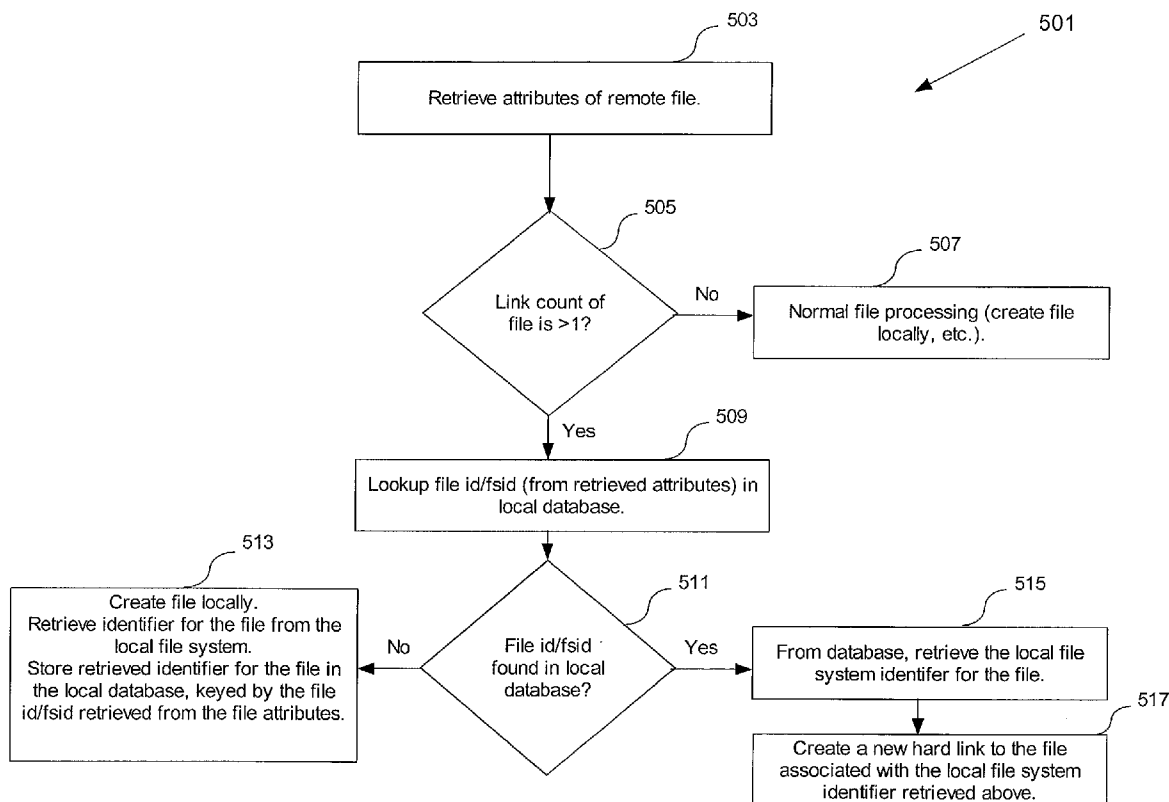 503
501
Retrieve attributes of remote file.
505
Link count of
file is >1?
No
507
Normal file processing (create file
locally, etc.).
Yes
509
Lookup file id/fsid (from retrieved attributes) in
local database.
513
Create file locally.
Retrieve identifier for the file from the
local file system.
Store retrieved identifier for the file in
the local database, keyed by the file
id/fsid retrieved from the file attributes.
No
511
File id/fsid
found in local
database?
Yes
515
From database, retrieve the local file
system identifer for the file.
517
Create a new hard link to the file
associated with the local file system
identifier retrieved above.